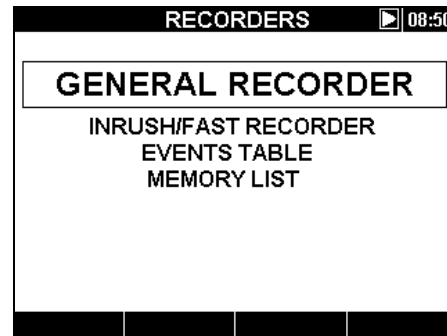 RECORDERS 08:50
GENERAL RECORDER
INRUSH/FAST RECORDER
EVENTS TABLE
MEMORY LIST